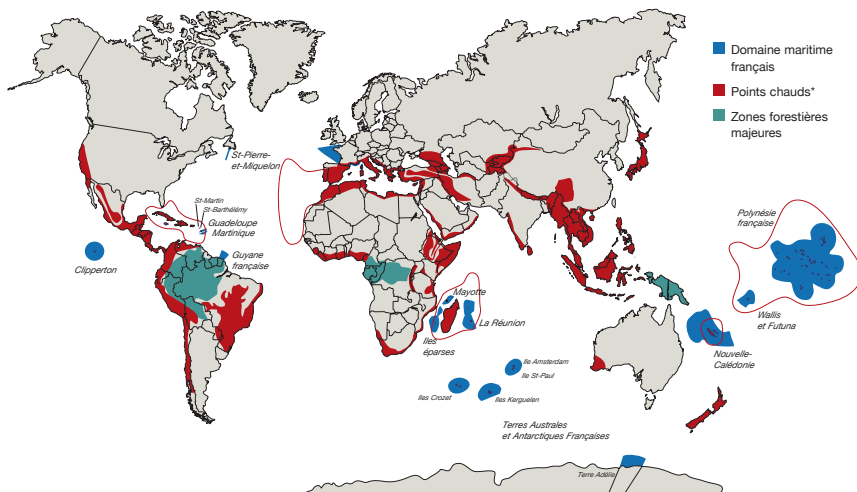 Domaine maritime
français
Points chauds*
Zones forestières
majeures
St-Pierre-
et-Miquelon
St-Martin
St-Barthélémy
Guadeloupe
Martinique
Clipperton
Guyane
française
Polynésie
française
Mayotte
La Réunion
Iles
éparses
Wallis
et Futuna
Nouvelle-
Calédonie
Ile Amsterdam
Ile St-Paul
Iles Crozet
Iles Kerguelen
Terres Australes
et Antarctiques Françaises
Terre Adélie